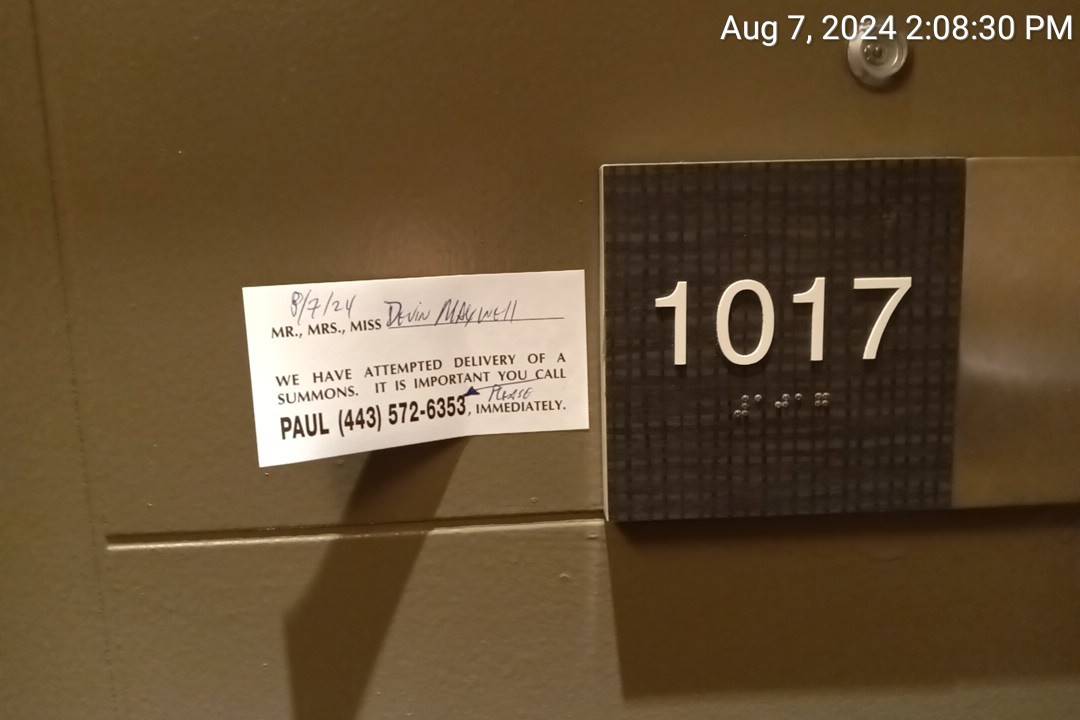 Aug 7, 2024 2:08:30 PM
8/7/24
MR., MRS., MISS Devin Maxwell
WE HAVE ATTEMPTED DELIVERY OF A
SUMMONS. IT IS IMPORTANT YOU CALL
Please
PAUL (443) 572-6353, IMMEDIATELY.
1017